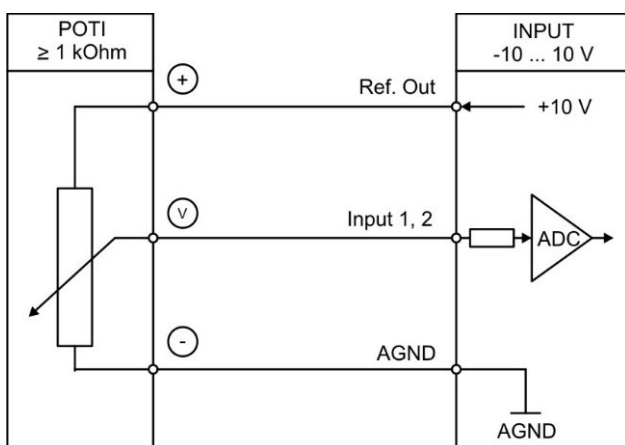 POTI
≥ 1 kOhm
INPUT
-10 ... 10 V
+
Ref. Out
+10 V
V
Input 1, 2
ADC
-
AGND
AGND